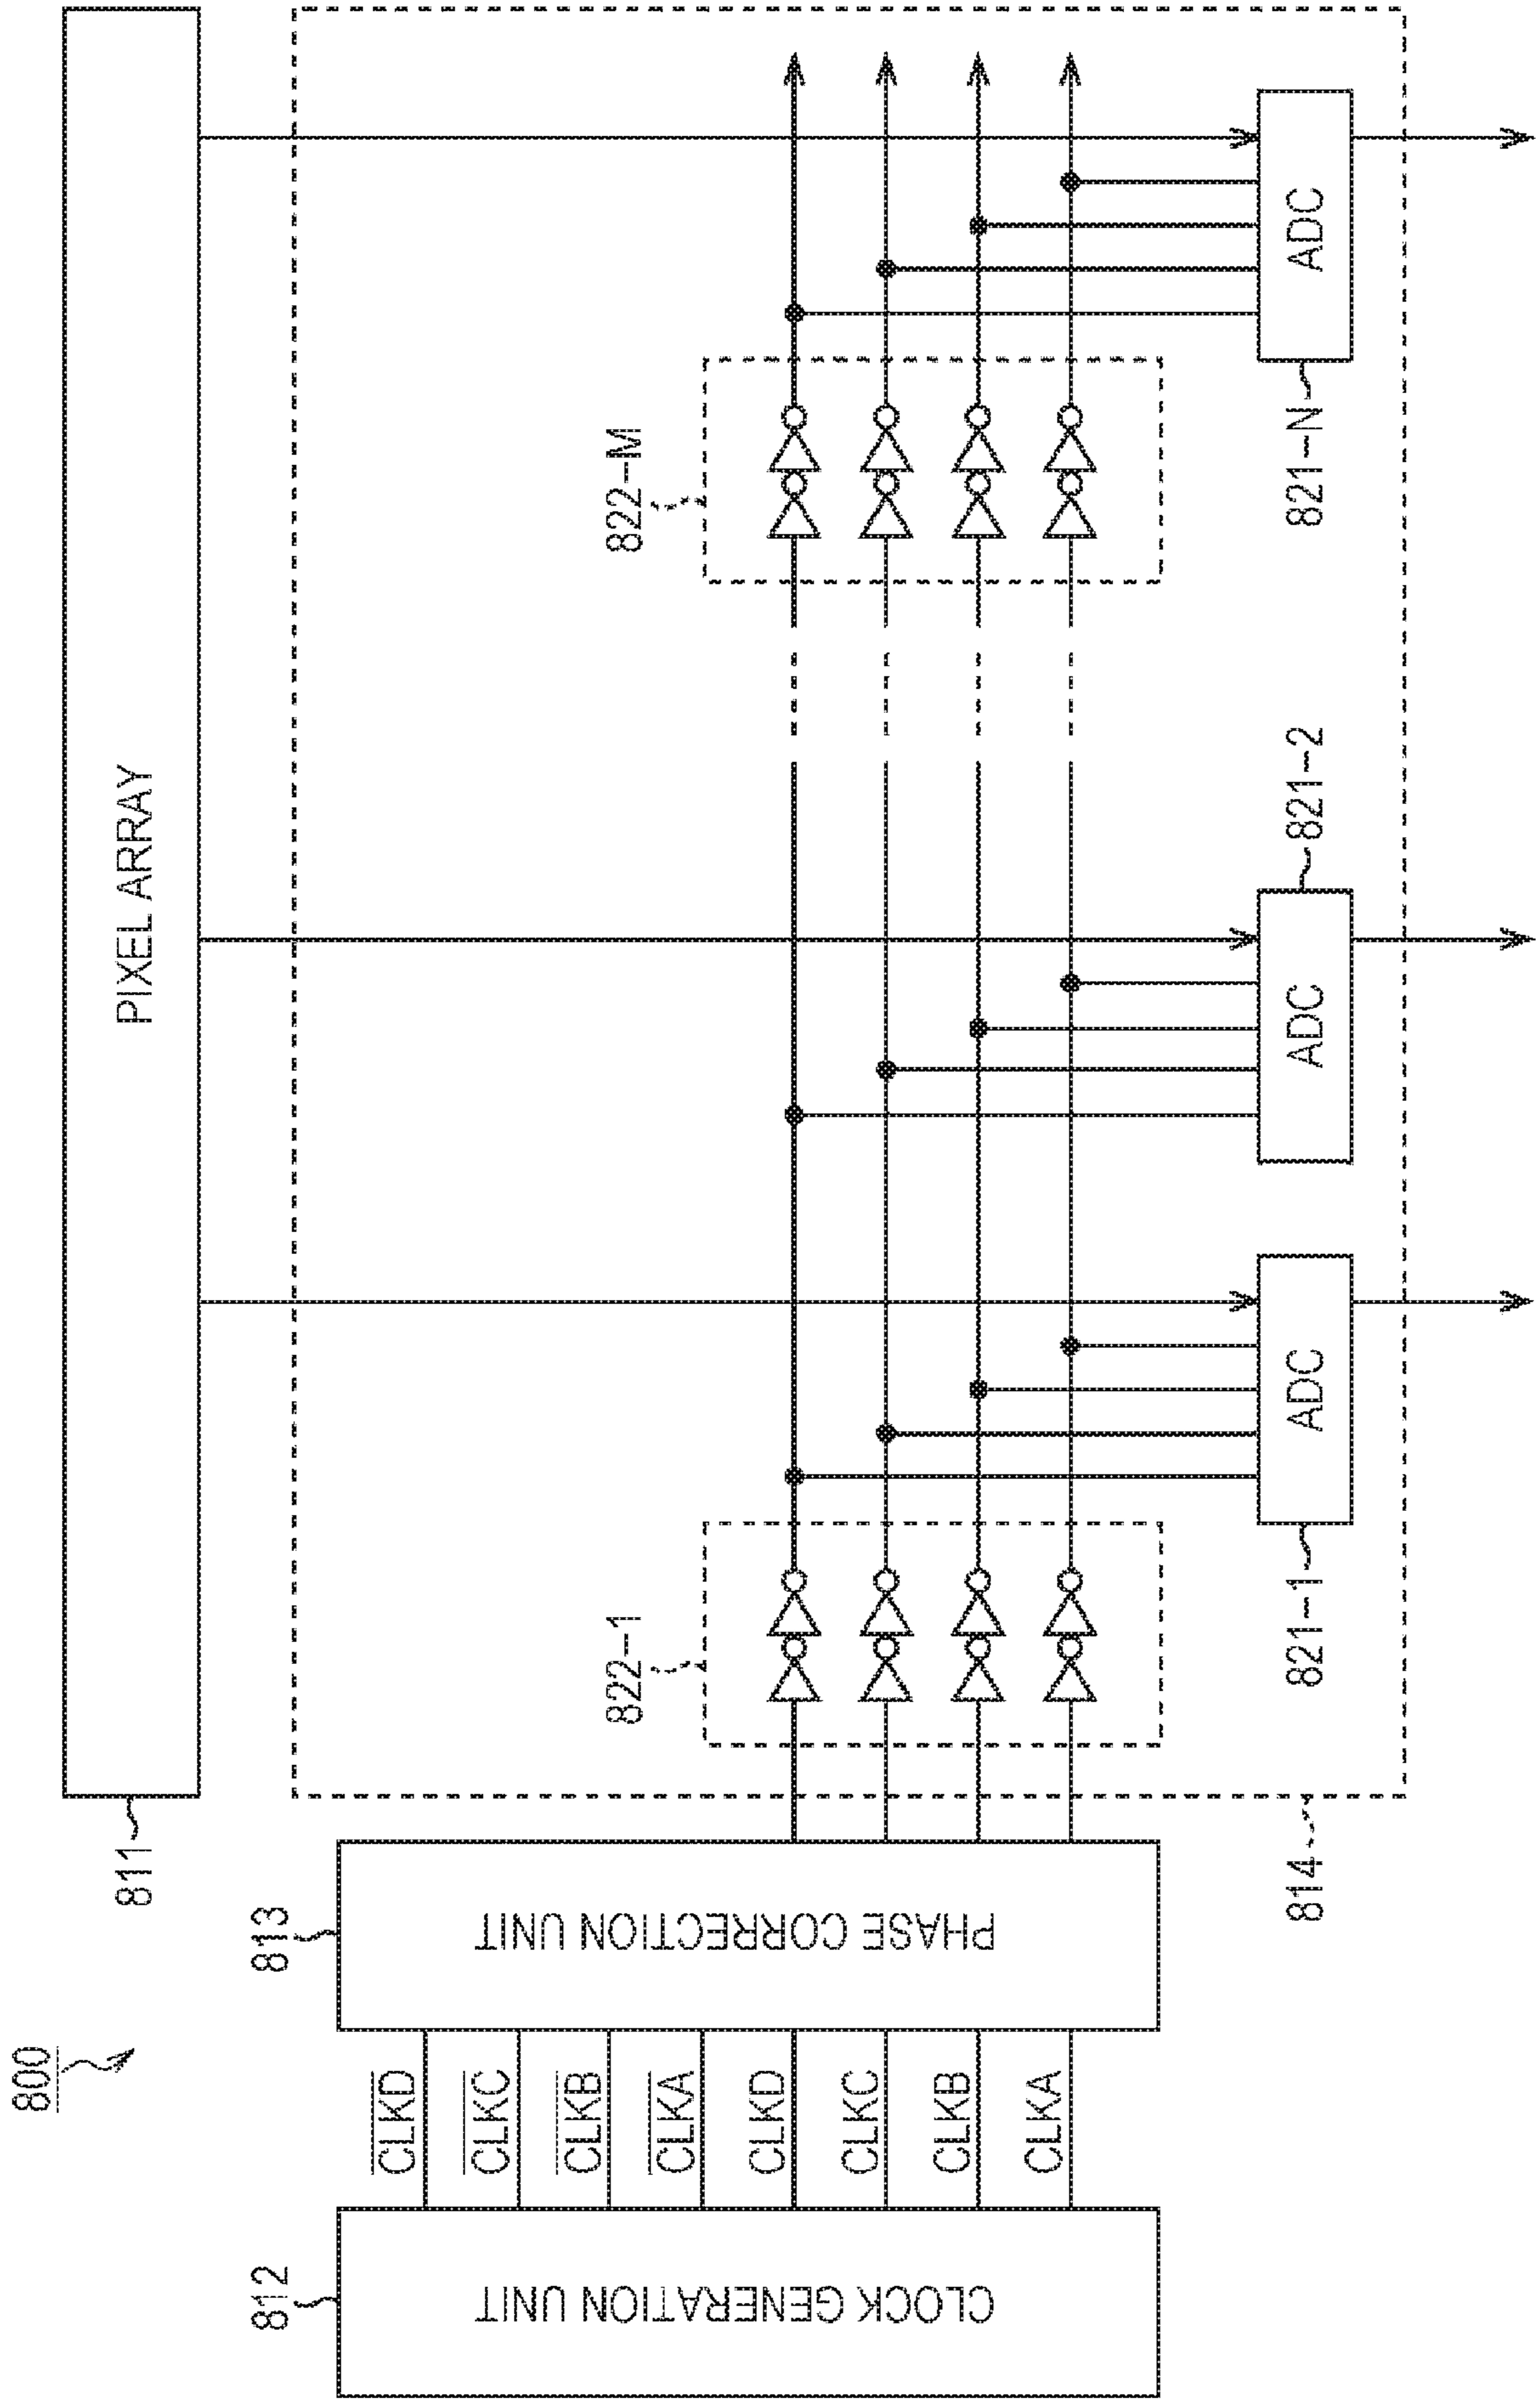 800
811
PIXEL ARRAY
812
CLOCK GENERATION UNIT
CLKD
CLKC
CLKB
CLKA
CLKD
CLKC
CLKB
CLKA
813
PHASE CORRECTION UNIT
814
822-1
822-M
821-1
ADC
821-2
ADC
821-N
ADC